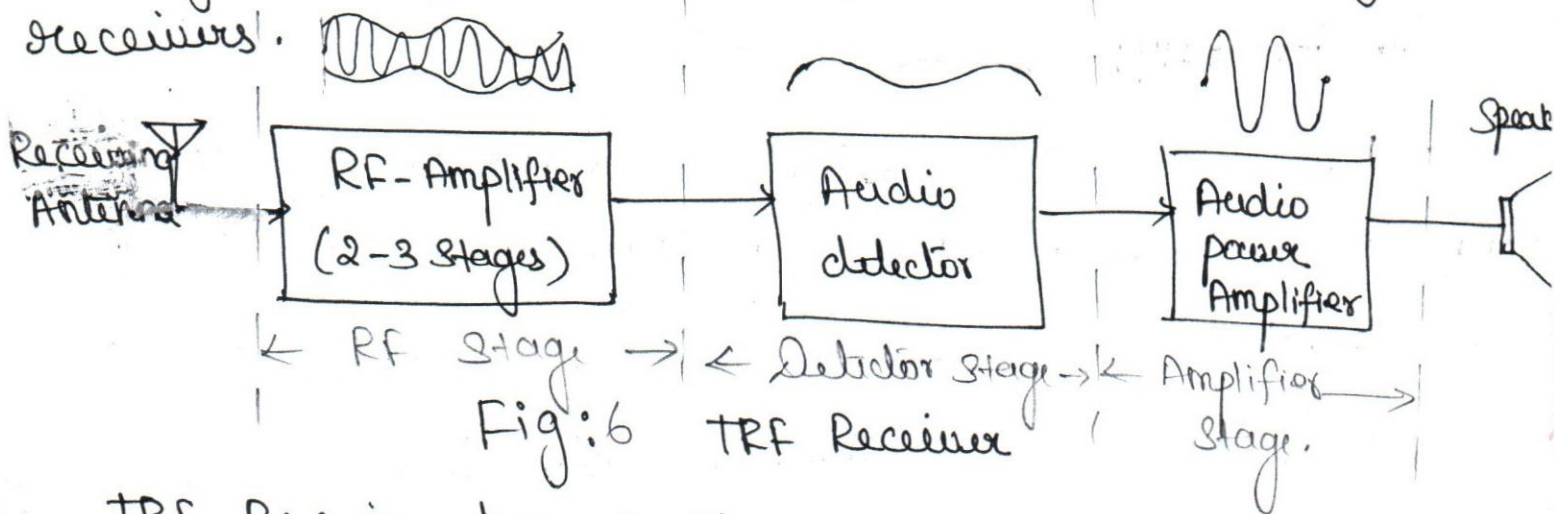 receivers.
Speak
Receiving
Antenna
RF-Amplifier
(2-3 Stages)
Audio
detector
Audio
power
Amplifier
RF Stage
Detector Stage
Amplifier
Stage.
Fig:6 TRF Receiver
TRF